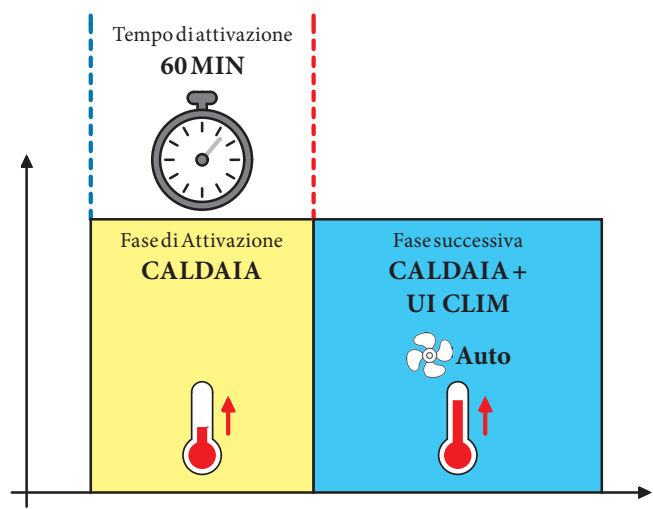 Tempo di attivazione
60 MIN
Fase di Attivazione
CALDAIA
Fase successiva
CALDAIA +
UI CLIM
Auto